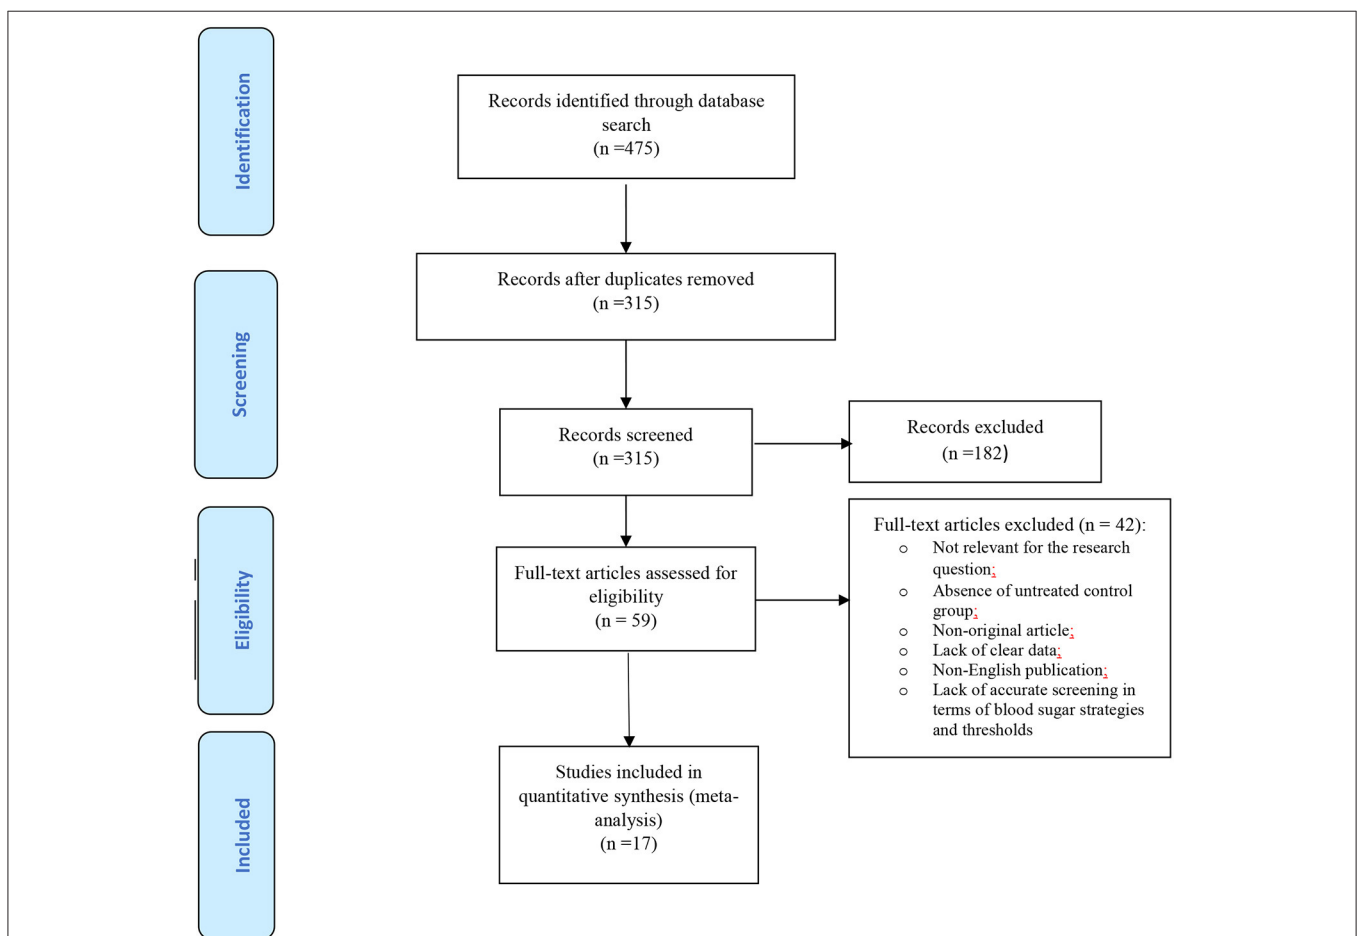 Identification
Records identified through database
search
(n =475)
Records after duplicates removed
(n =315)
Screening
Records screened
(n =315)
Records excluded
(n =182)
Eligibility
Full-text articles assessed for
eligibility
(n = 59)
Full-text articles excluded (n = 42):
o Not relevant for the research
question;
o Absence of untreated control
group;
o Non-original article;
o Lack of clear data;
o Non-English publication;
o Lack of accurate screening in
terms of blood sugar strategies
and thresholds
Included
Studies included in
quantitative synthesis (meta-
analysis)
(n =17)